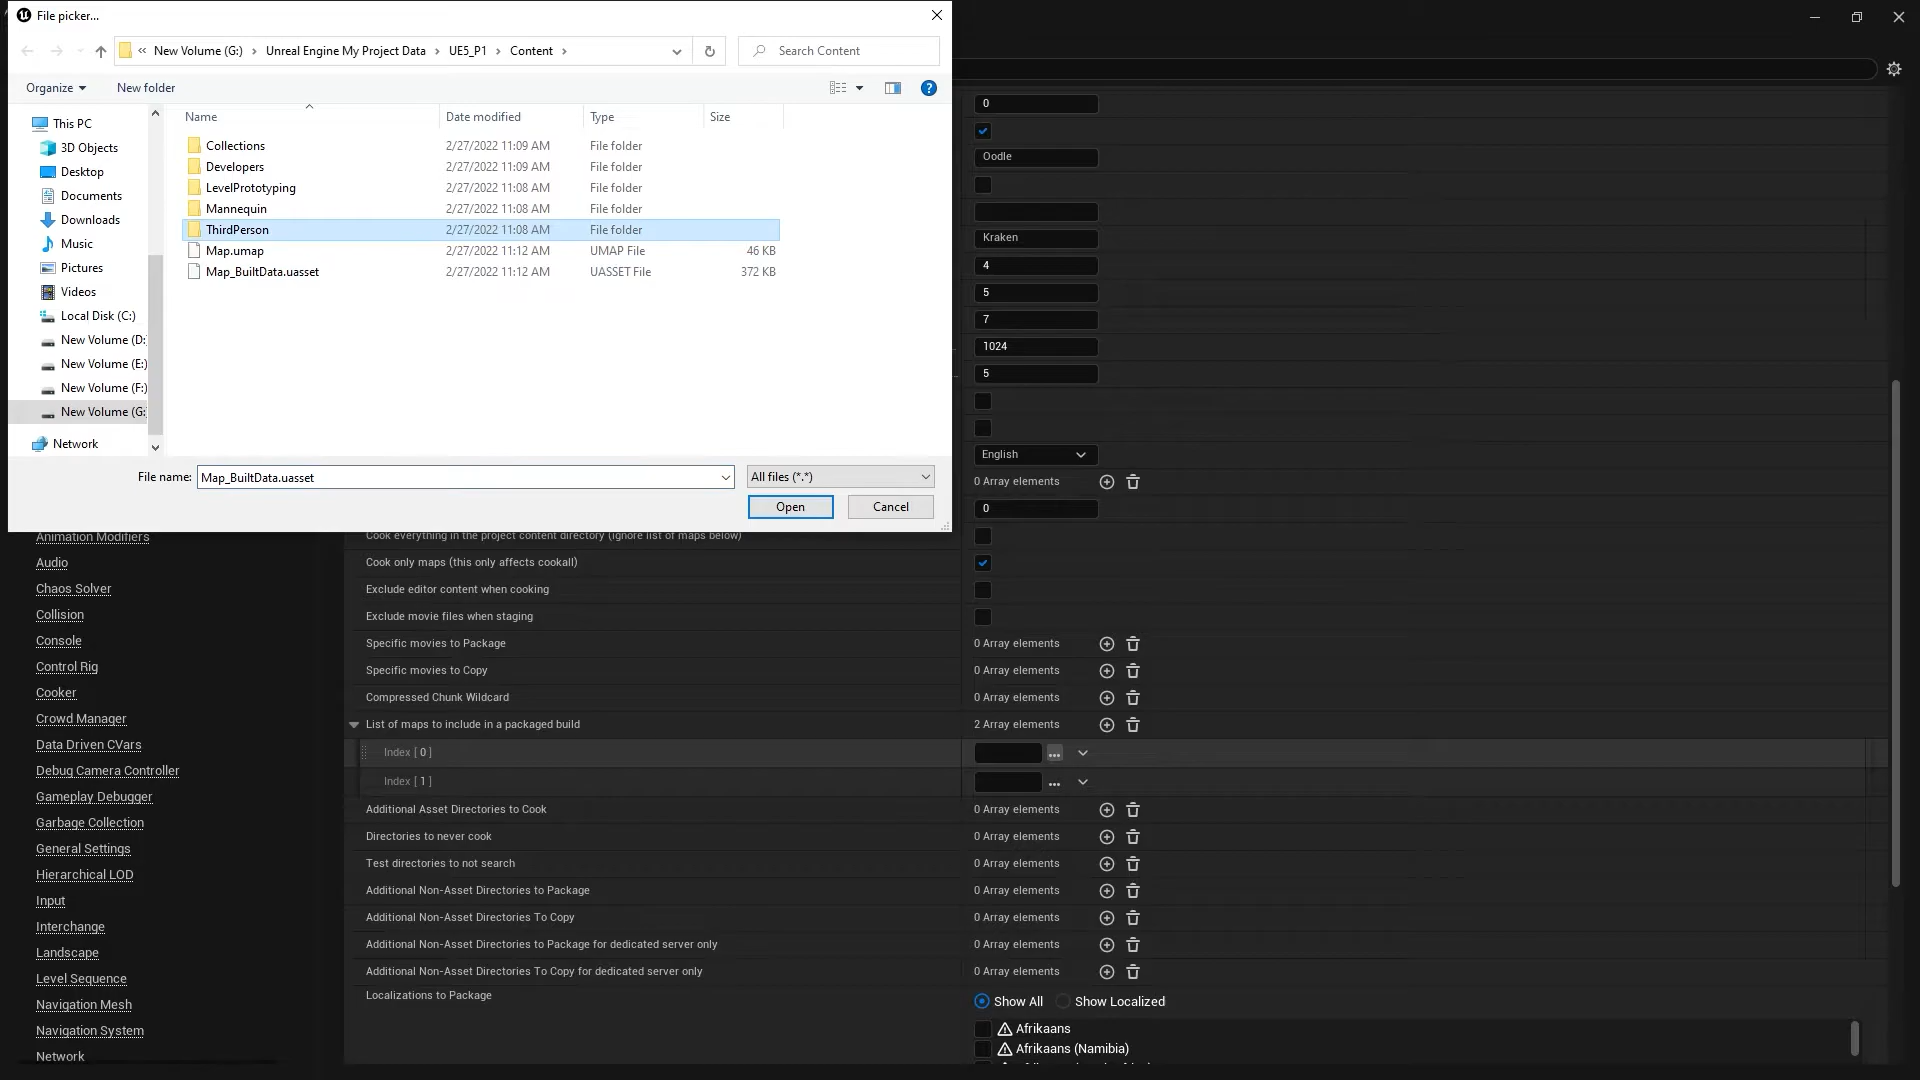 File picker...
« New Volume (G:) › Unreal Engine My Project Data › UE5_P1 › Content ›
Search Content
Organize
New folder
This PC
3D Objects
Desktop
Documents
Downloads
Music
Pictures
Videos
Local Disk (C:)
New Volume (D:
New Volume (E:)
New Volume (F:)
New Volume (G:
Network
Name Date modified Type Size
Collections 2/27/2022 11:09 AM File folder
Developers 2/27/2022 11:09 AM File folder
LevelPrototyping 2/27/2022 11:08 AM File folder
Mannequin 2/27/2022 11:08 AM File folder
ThirdPerson 2/27/2022 11:08 AM File folder
Map.umap 2/27/2022 11:12 AM UMAP File 46 KB
Map_BuiltData.uasset 2/27/2022 11:12 AM UASSET File 372 KB
File name: Map_BuiltData.uasset All files (*.*)
Open Cancel
0
Oodle
Kraken
4
5
7
1024
5
English
0 Array elements
0
Animation Modifiers
Audio
Chaos Solver
Collision
Console
Control Rig
Cooker
Crowd Manager
Data Driven CVars
Debug Camera Controller
Gameplay Debugger
Garbage Collection
General Settings
Hierarchical LOD
Input
Interchange
Landscape
Level Sequence
Navigation Mesh
Navigation System
Network
Cook everything in the project content directory (ignore list of maps below)
Cook only maps (this only affects cookall)
Exclude editor content when cooking
Exclude movie files when staging
Specific movies to Package 0 Array elements
Specific movies to Copy 0 Array elements
Compressed Chunk Wildcard 0 Array elements
List of maps to include in a packaged build 2 Array elements
Index [ 0 ] ...
Index [ 1 ] ...
Additional Asset Directories to Cook 0 Array elements
Directories to never cook 0 Array elements
Test directories to not search 0 Array elements
Additional Non-Asset Directories to Package 0 Array elements
Additional Non-Asset Directories To Copy 0 Array elements
Additional Non-Asset Directories to Package for dedicated server only 0 Array elements
Additional Non-Asset Directories To Copy for dedicated server only 0 Array elements
Localizations to Package
Show All Show Localized
Afrikaans
Afrikaans (Namibia)